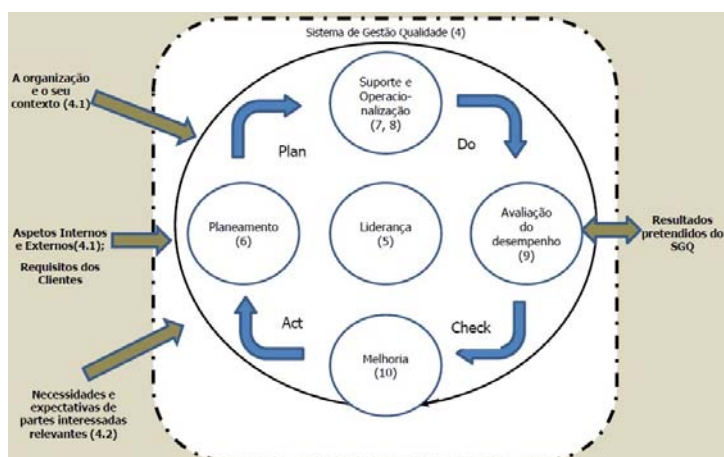 Sistema de Gestão Qualidade (4)
A organização
e o seu
contexto (4.1)
Suporte e
Operacio-
nalização
(7, 8)
Plan
Do
Aspetos Internos
e Externos(4.1);
Requisitos dos
Clientes
Planeamento
(6)
Liderança
(5)
Avaliação
do
desempenho
(9)
Resultados
pretendidos do
SGQ
Act
Check
Melhoria
(10)
Necessidades e
expectativas de
partes interessadas
relevantes (4.2)